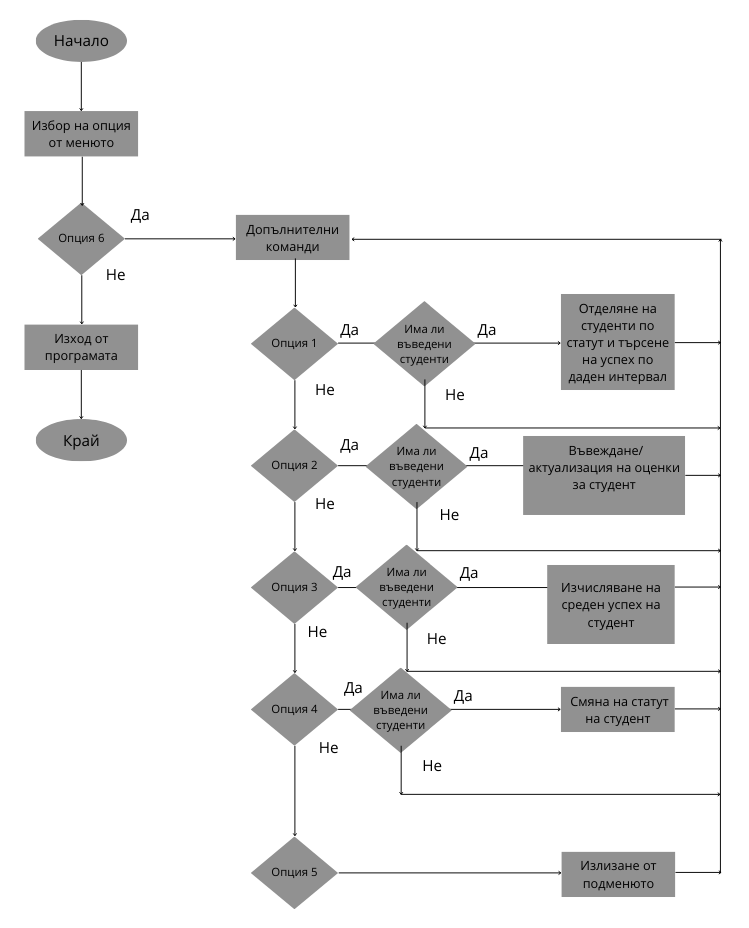 Начало
Избор на опция
от менюто
Опция 6
Да
Не
Изход от
програмата
Край
Допълнителни
команди
Опция 1
Да
Не
Има ли
въведени
студенти
Да
Не
Отделяне на
студенти по
статут и търсене
на успех по
даден интервал
Опция 2
Да
Не
Има ли
въведени
студенти
Да
Не
Въвеждане/
актуализация на оценки
за студент
Опция 3
Да
Не
Има ли
въведени
студенти
Да
Не
Изчисляване на
среден успех на
студент
Опция 4
Да
Не
Има ли
въведени
студенти
Да
Не
Смяна на статут
на студент
Опция 5
Излизане от
подменюто